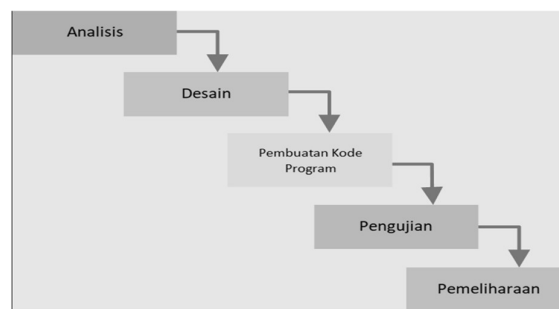 Analisis
Desain
Pembuatan Kode
Program
Pengujian
Pemeliharaan